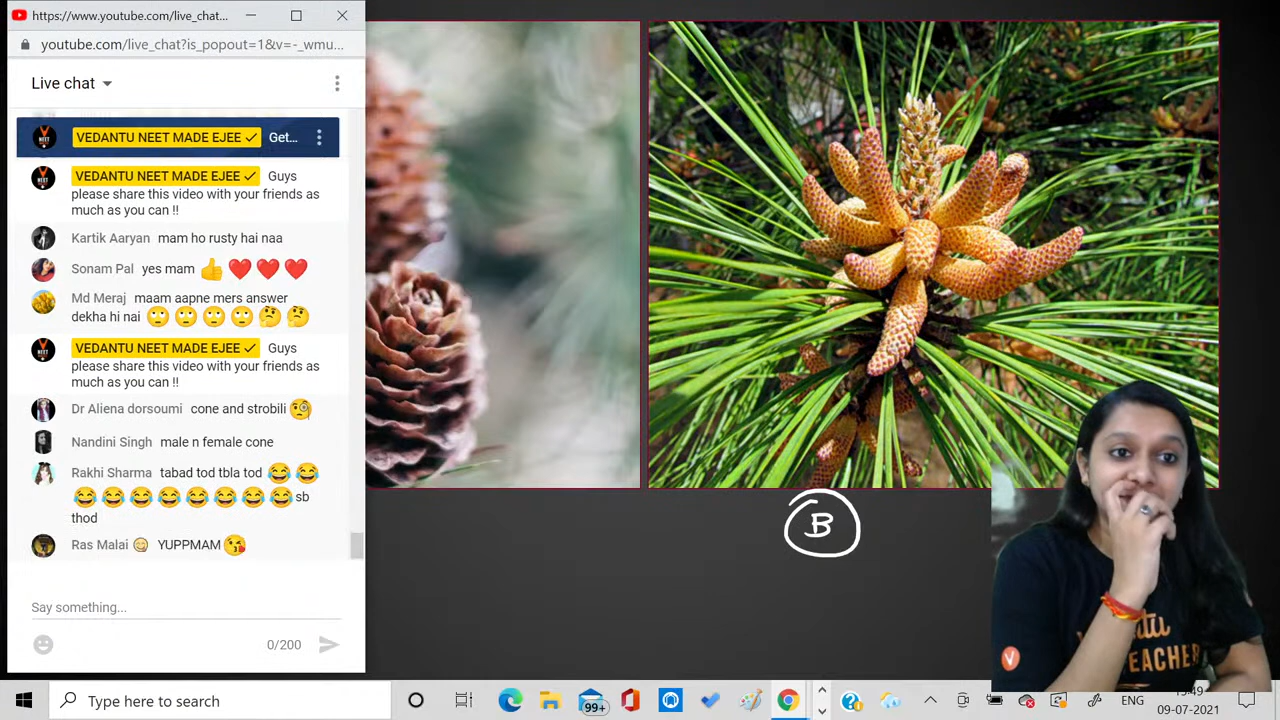 https://www.youtube.com/live_chat...
youtube.com/live_chat?is_popout=1&v=-_wmu...
Live chat
VEDANTU NEET MADE EJEE Get...
VEDANTU NEET MADE EJEE Guys
please share this video with your friends as
much as you can !!
Kartik Aaryan mam ho rusty hai naa
Sonam Pal yes mam 👍❤️❤️❤️
Md Meraj maam aapne mers answer
dekha hi nai 🙄🙄🙄🙄🤔🤔
VEDANTU NEET MADE EJEE Guys
please share this video with your friends as
much as you can !!
Dr Aliena dorsoumi cone and strobili 🧐
Nandini Singh male n female cone
Rakhi Sharma tabad tod tbla tod 😂😂
😂😂😂😂😂😂😂😂 sb
thod
Ras Malai 😊 YUPPMAM 😘
Say something...
0/200
B
TEACHER
V
Type here to search
99+
ENG
09-07-2021